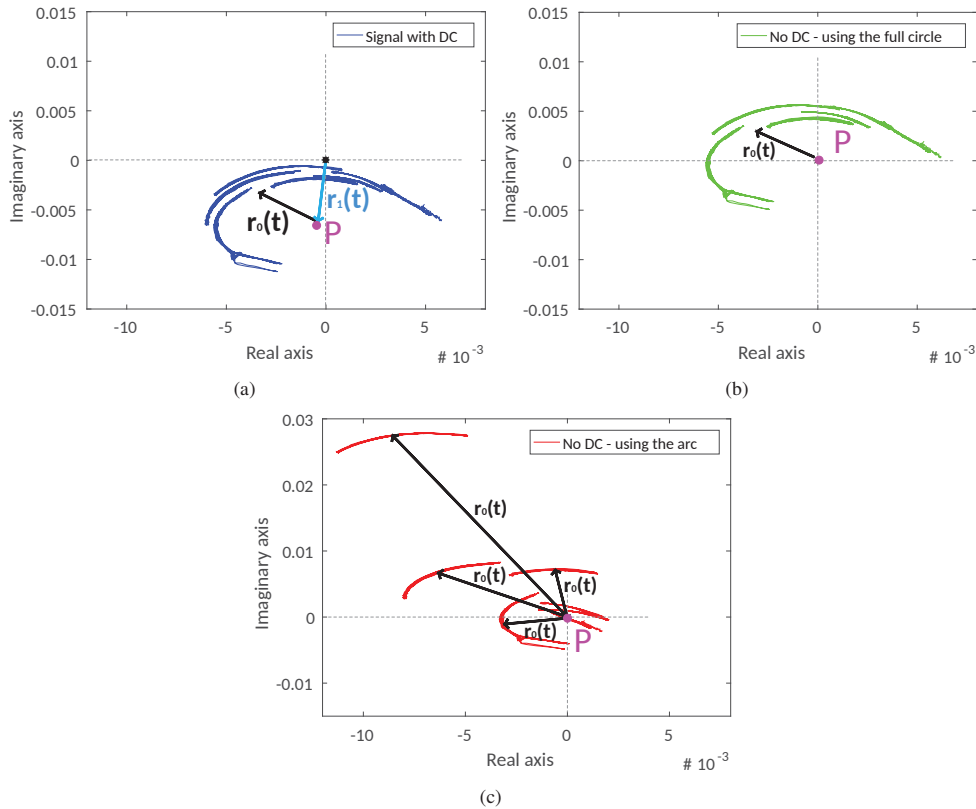 0.015
Signal with DC
0.01
0.005
0
-0.005
-0.01
-0.015
Imaginary axis
r₁(t)
r₀(t)
P
-10 -5 0 5
Real axis
# 10⁻³
(a)
0.015
No DC - using the full circle
0.01
0.005
0
-0.005
-0.01
-0.015
Imaginary axis
P
r₀(t)
-10 -5 0 5
Real axis
# 10⁻³
(b)
0.03
No DC - using the arc
0.02
0.01
0
-0.01
Imaginary axis
r₀(t)
r₀(t)
r₀(t)
r₀(t)
P
-10 -5 0 5
Real axis
# 10⁻³
(c)